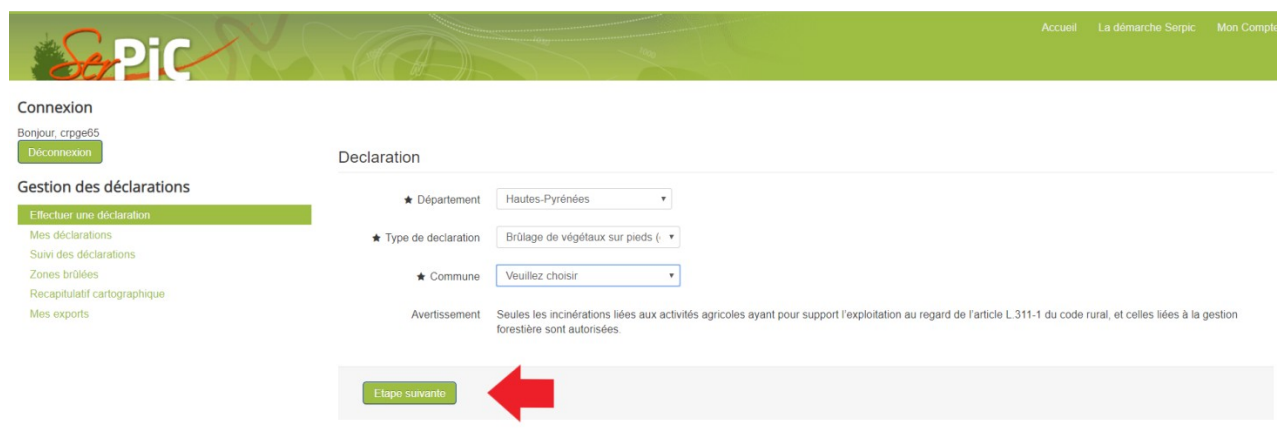 Accueil La démarche Serpic Mon Compte
SerPiC
Connexion
Bonjour, crpge65
Déconnexion
Gestion des déclarations
Effectuer une déclaration
Mes déclarations
Suivi des déclarations
Zones brûlées
Recapitulatif cartographique
Mes exports
Declaration
★ Département Hautes-Pyrénées
★ Type de declaration Brûlage de végétaux sur pieds (
★ Commune Veuillez choisir
Avertissement Seules les incinérations liées aux activités agricoles ayant pour support l'exploitation au regard de l'article L.311-1 du code rural, et celles liées à la gestion
forestière sont autorisées.
Etape suivante